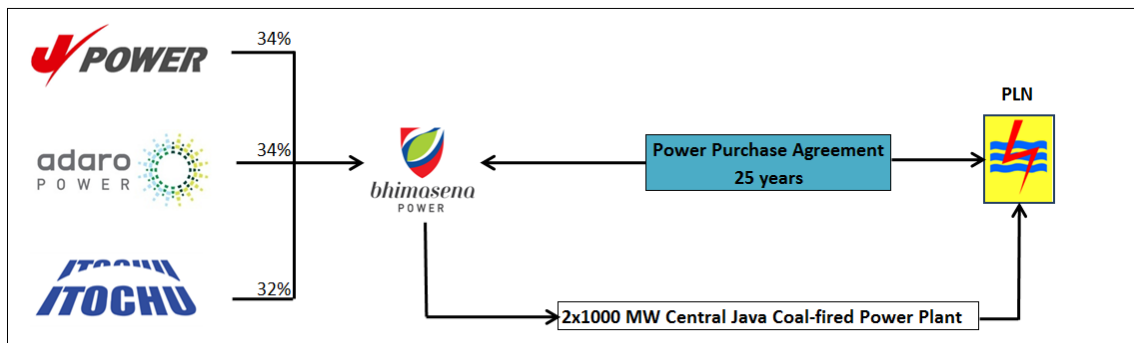 J POWER
34%
adaro
POWER
34%
ITOCHU
ITOCHU
32%
bhimasena
POWER
Power Purchase Agreement
25 years
PLN
2x1000 MW Central Java Coal-fired Power Plant